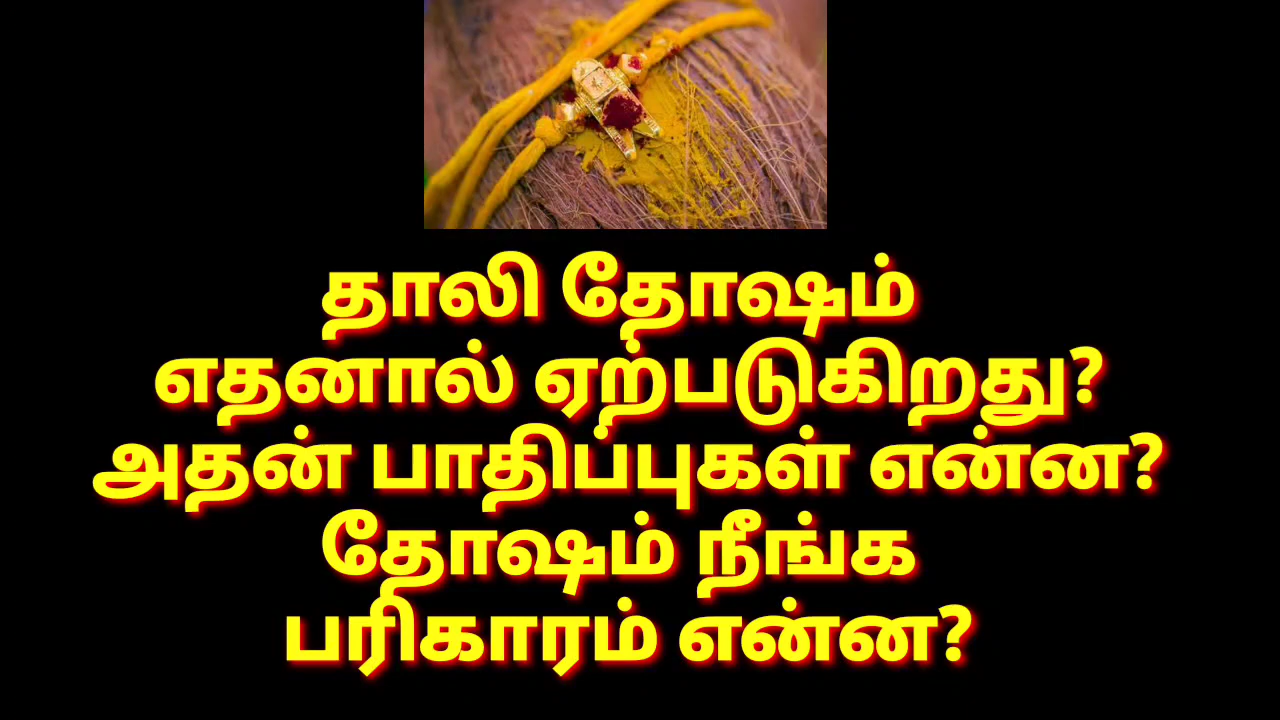 தாலி தோஷம்
எதனால் ஏற்படுகிறது?
அதன் பாதிப்புகள் என்ன?
தோஷம் நீங்க
பரிகாரம் என்ன?